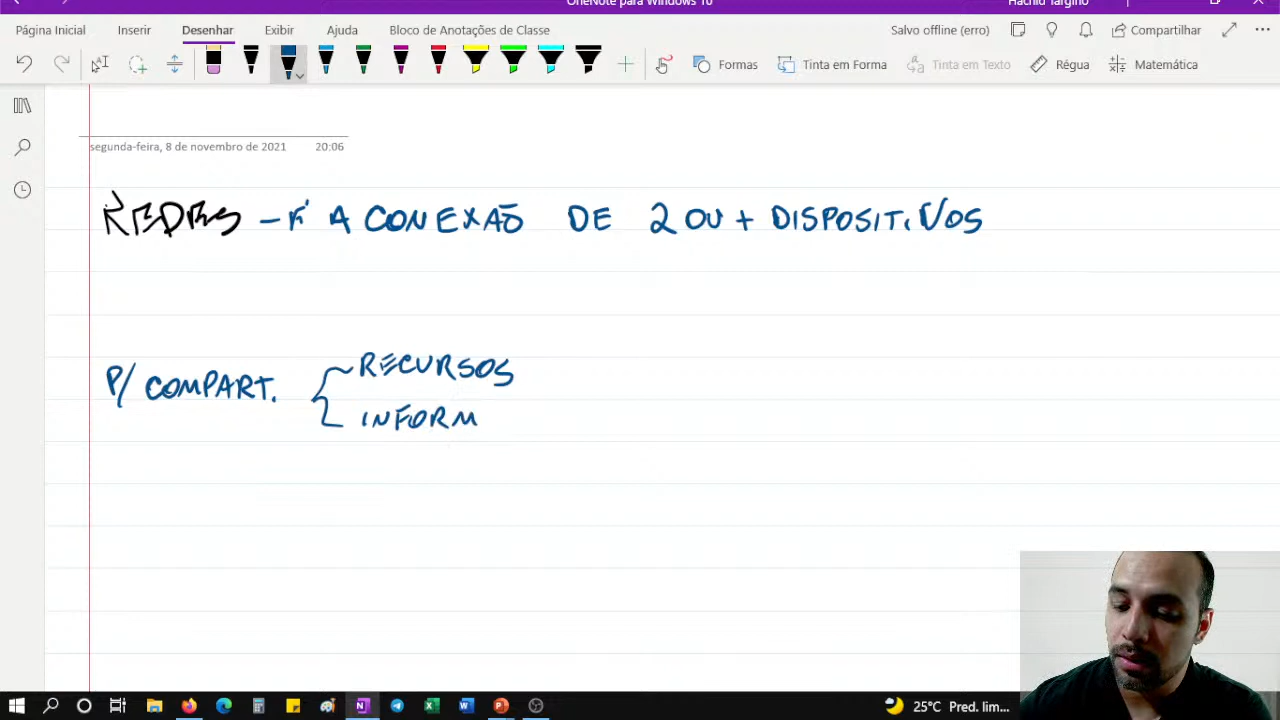 OneNote para Windows 10
Hachid Targino
Página Inicial Inserir Desenhar Exibir Ajuda Bloco de Anotações de Classe Salvo offline (erro) Compartilhar
Formas Tinta em Forma Tinta em Texto Régua Matemática
segunda-feira, 8 de novembro de 2021 20:06
REDES - É A CONEXÃO DE 2 OU + DISPOSITIVOS
P/ COMPART. RECURSOS
INFORM
25°C Pred. lim...